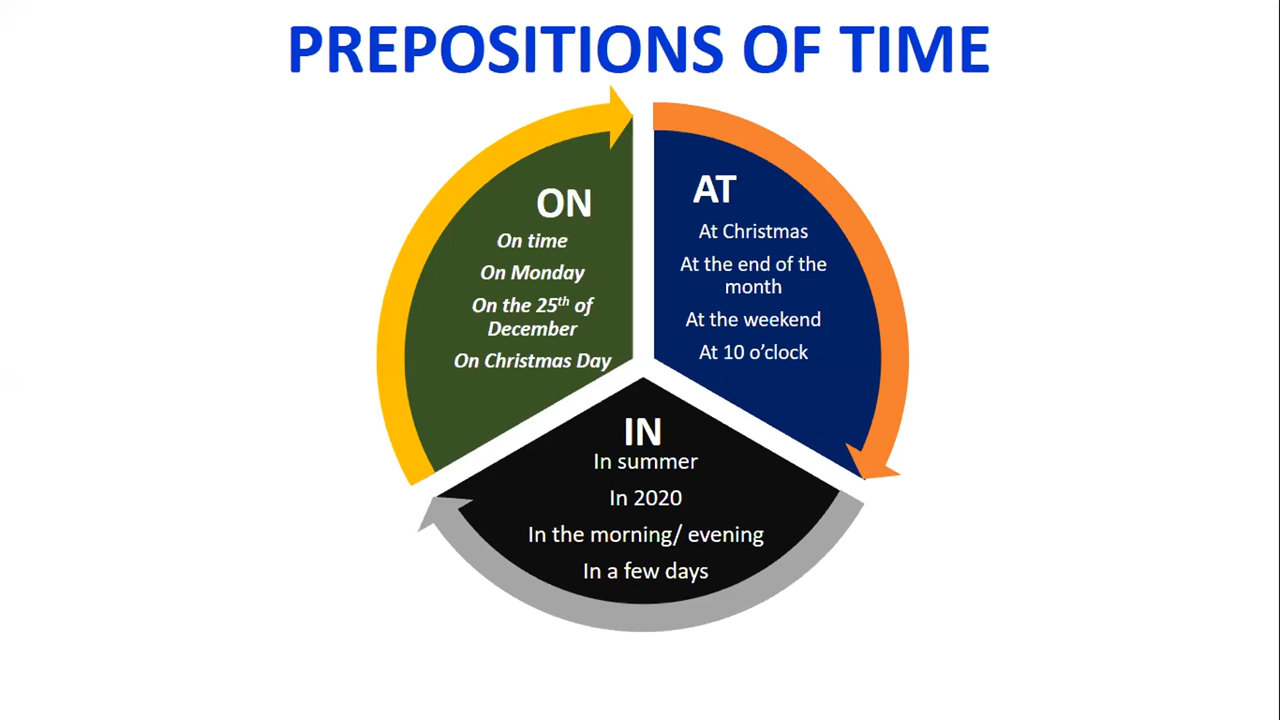 PREPOSITIONS OF TIME
ON
On time
On Monday
On the 25th of
December
On Christmas Day
AT
At Christmas
At the end of the
month
At the weekend
At 10 o’clock
IN
In summer
In 2020
In the morning/ evening
In a few days